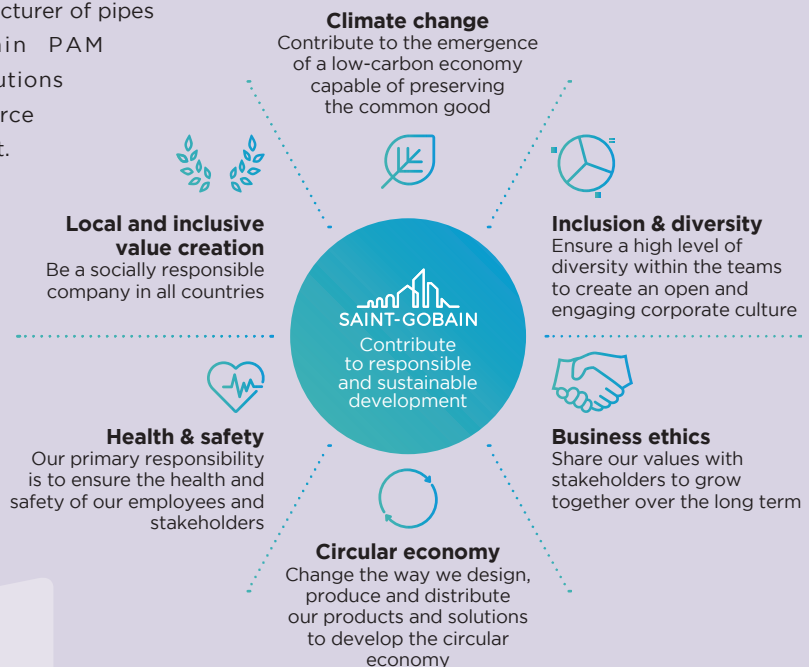 cturer of pipes
in PAM
utions
rce
t.
Climate change
Contribute to the emergence
of a low-carbon economy
capable of preserving
the common good
Local and inclusive
value creation
Be a socially responsible
company in all countries
Inclusion & diversity
Ensure a high level of
diversity within the teams
to create an open and
engaging corporate culture
SAINT-GOBAIN
Contribute
to responsible
and sustainable
development
Health & safety
Our primary responsibility
is to ensure the health and
safety of our employees and
stakeholders
Business ethics
Share our values with
stakeholders to grow
together over the long term
Circular economy
Change the way we design,
produce and distribute
our products and solutions
to develop the circular
economy